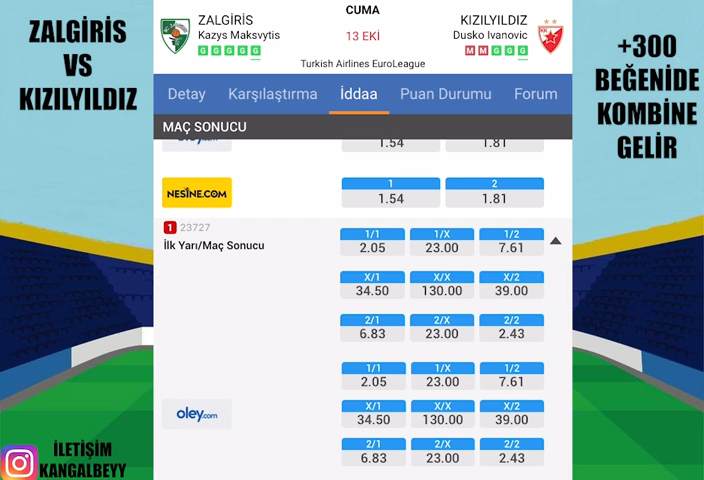 ZALGİRİS
VS
KIZILYILDIZ
ZALGİRİS
Kazys Maksvytis
G G G G G
CUMA
13 EKİ
Turkish Airlines EuroLeague
KIZILYILDIZ
Dusko Ivanovic
M M G G G
+300
BEĞENİDE
KOMBİNE
GELİR
Detay Karşılaştırma İddaa Puan Durumu Forum
MAÇ SONUCU
oley.com 1.54 1.81
NESİNE.COM
1 2
1.54 1.81
1 23727
İlk Yarı/Maç Sonucu
1/1 1/X 1/2
2.05 23.00 7.61
X/1 X/X X/2
34.50 130.00 39.00
2/1 2/X 2/2
6.83 23.00 2.43
oley.com
1/1 1/X 1/2
2.05 23.00 7.61
X/1 X/X X/2
34.50 130.00 39.00
2/1 2/X 2/2
6.83 23.00 2.43
İLETİŞİM
KANGALBEYY